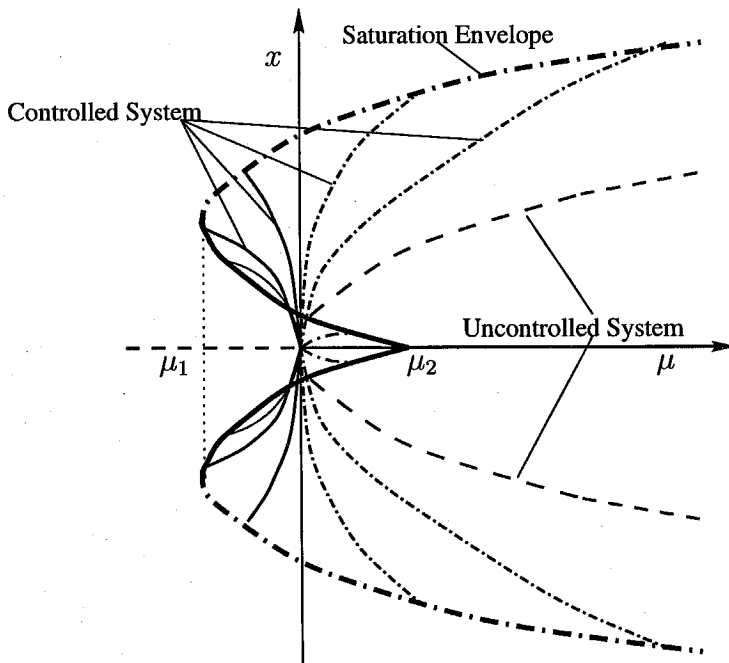 Saturation Envelope
x
Controlled System
Uncontrolled System
μ₁
μ₂
μ